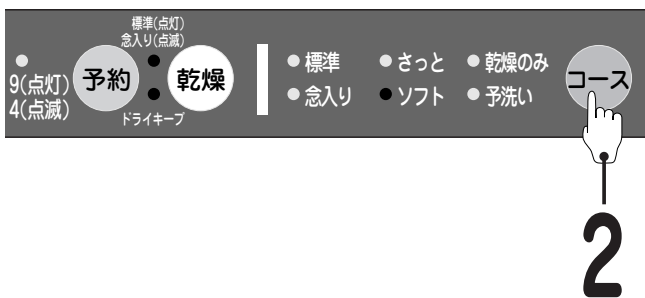 標準(点灯)
念入り(点滅)
9(点灯)
4(点滅)
予約
乾燥
ドライキープ
標準
さっと
乾燥のみ
念入り
ソフト
予洗い
コース
2